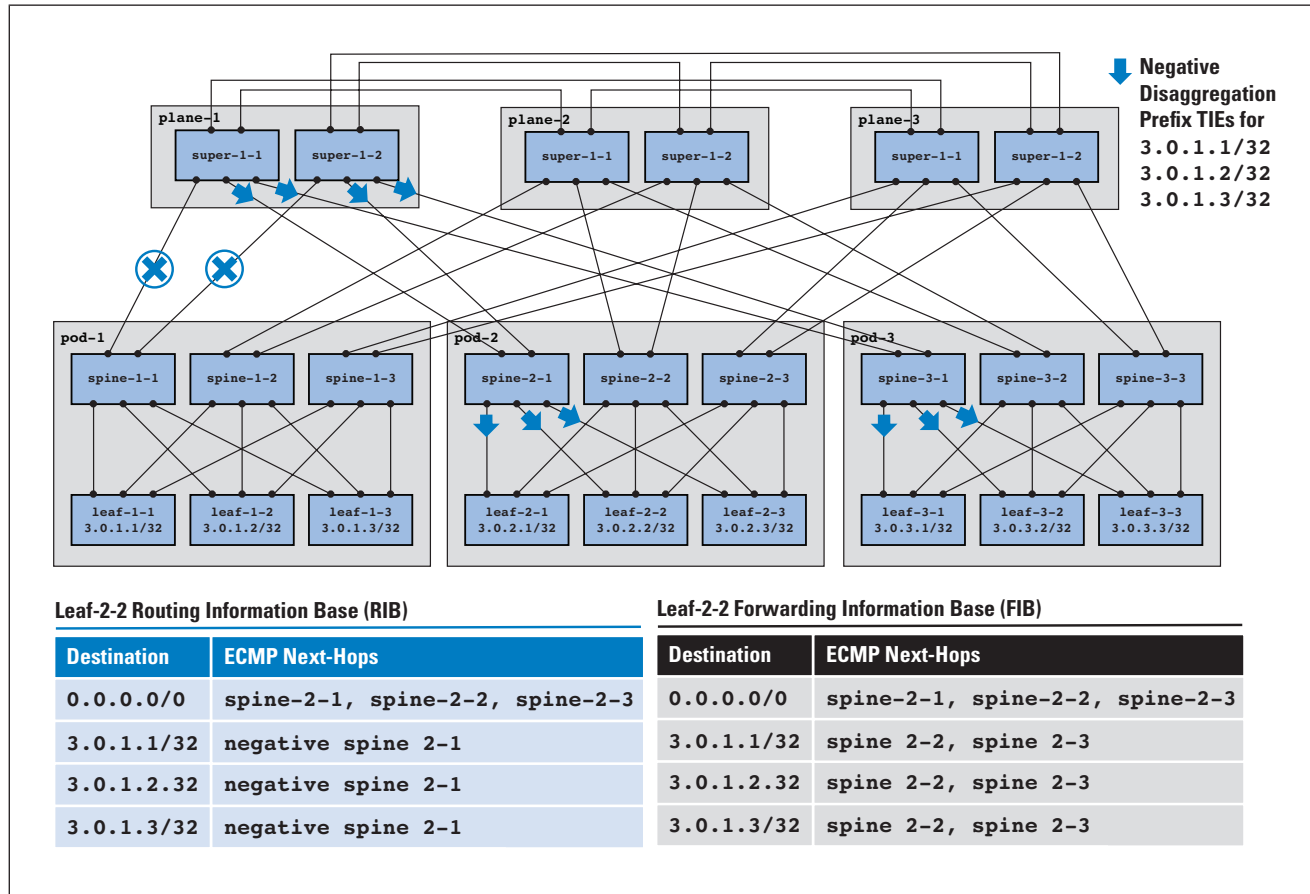 plane-1
super-1-1
super-1-2
plane-2
super-1-1
super-1-2
plane-3
super-1-1
super-1-2
Negative
Disaggregation
Prefix TIEs for
3.0.1.1/32
3.0.1.2/32
3.0.1.3/32
pod-1
spine-1-1
spine-1-2
spine-1-3
leaf-1-1
3.0.1.1/32
leaf-1-2
3.0.1.2/32
leaf-1-3
3.0.1.3/32
pod-2
spine-2-1
spine-2-2
spine-2-3
leaf-2-1
3.0.2.1/32
leaf-2-2
3.0.2.2/32
leaf-2-3
3.0.2.3/32
pod-3
spine-3-1
spine-3-2
spine-3-3
leaf-3-1
3.0.3.1/32
leaf-3-2
3.0.3.2/32
leaf-3-3
3.0.3.3/32
Leaf-2-2 Routing Information Base (RIB)
Destination ECMP Next-Hops
0.0.0.0/0 spine-2-1, spine-2-2, spine-2-3
3.0.1.1/32 negative spine 2-1
3.0.1.2.32 negative spine 2-1
3.0.1.3/32 negative spine 2-1
Leaf-2-2 Forwarding Information Base (FIB)
Destination ECMP Next-Hops
0.0.0.0/0 spine-2-1, spine-2-2, spine-2-3
3.0.1.1/32 spine 2-2, spine 2-3
3.0.1.2.32 spine 2-2, spine 2-3
3.0.1.3/32 spine 2-2, spine 2-3